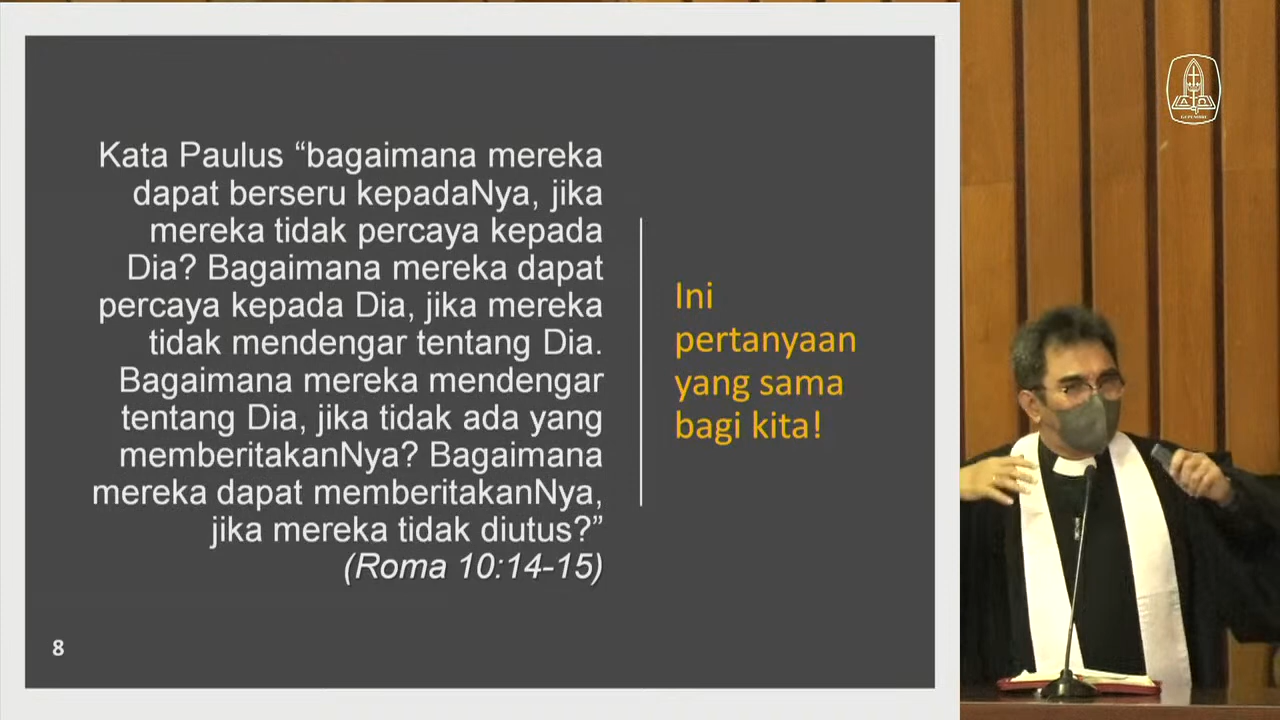 Kata Paulus “bagaimana mereka
dapat berseru kepadaNya, jika
mereka tidak percaya kepada
Dia? Bagaimana mereka dapat
percaya kepada Dia, jika mereka
tidak mendengar tentang Dia.
Bagaimana mereka mendengar
tentang Dia, jika tidak ada yang
memberitakanNya? Bagaimana
mereka dapat memberitakanNya,
jika mereka tidak diutus?”
(Roma 10:14-15)
Ini
pertanyaan
yang sama
bagi kita!
8